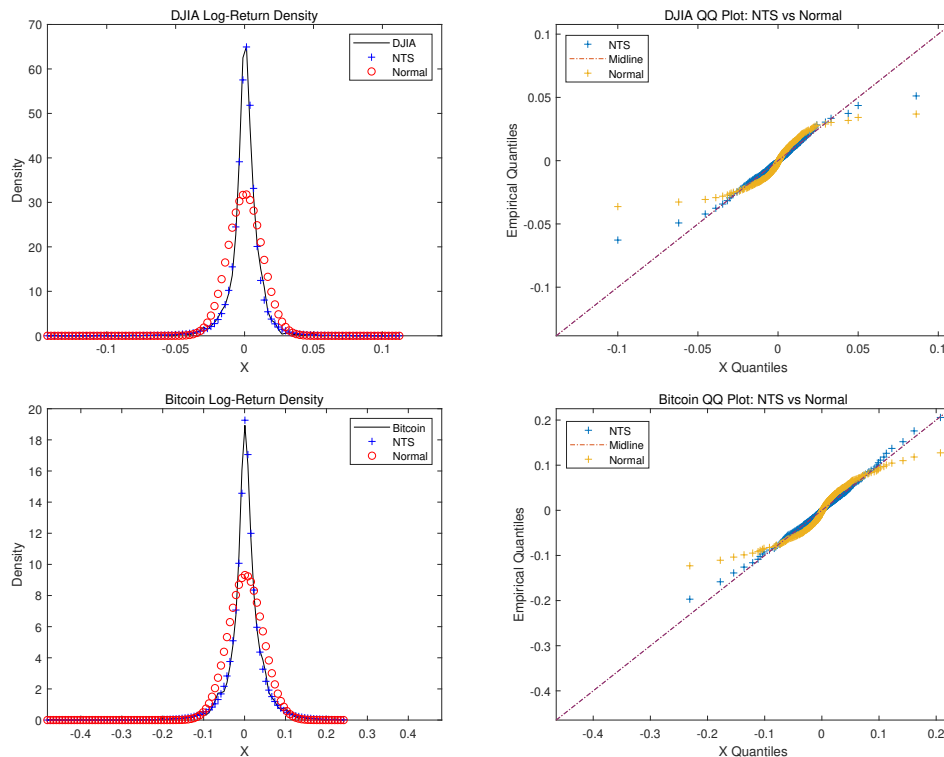 DJIA Log-Return Density
70
60
50
40
30
20
10
0
Density
-0.1
-0.05
0
0.05
0.1
X
DJIA
NTS
Normal
DJIA QQ Plot: NTS vs Normal
0.1
0.05
0
-0.05
-0.1
Empirical Quantiles
-0.1
-0.05
0
0.05
0.1
X Quantiles
NTS
Midline
Normal
Bitcoin Log-Return Density
20
18
16
14
12
10
8
6
4
2
0
Density
-0.4
-0.3
-0.2
-0.1
0
0.1
0.2
0.3
0.4
X
Bitcoin
NTS
Normal
Bitcoin QQ Plot: NTS vs Normal
0.2
0.1
0
-0.1
-0.2
-0.3
-0.4
Empirical Quantiles
-0.4
-0.3
-0.2
-0.1
0
0.1
0.2
X Quantiles
NTS
Midline
Normal